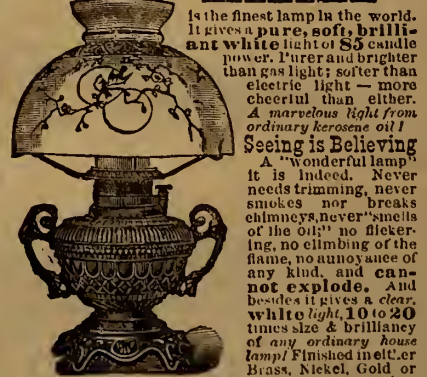 is the finest lamp in the world.
It gives a pure, soft, brilli-
ant white light of 85 candle
power. Purer and brighter
than gas light; softer than
electric light — more
cheerful than either.
A marvelous light from
ordinary kerosene oil!
Seeing is Believing
A "wonderful lamp"
it is indeed. Never
needs trimming, never
smokes nor breaks
chimneys, never "smells
of the oil;" no flicker-
ing, no climbing of the
flame, no annoyance of
any kind, and can-
not explode. And
besides it gives a clear,
white light, 10 to 20
times size & brilliancy
of any ordinary house
lamp! Finished in either
Brass, Nickel, Gold or